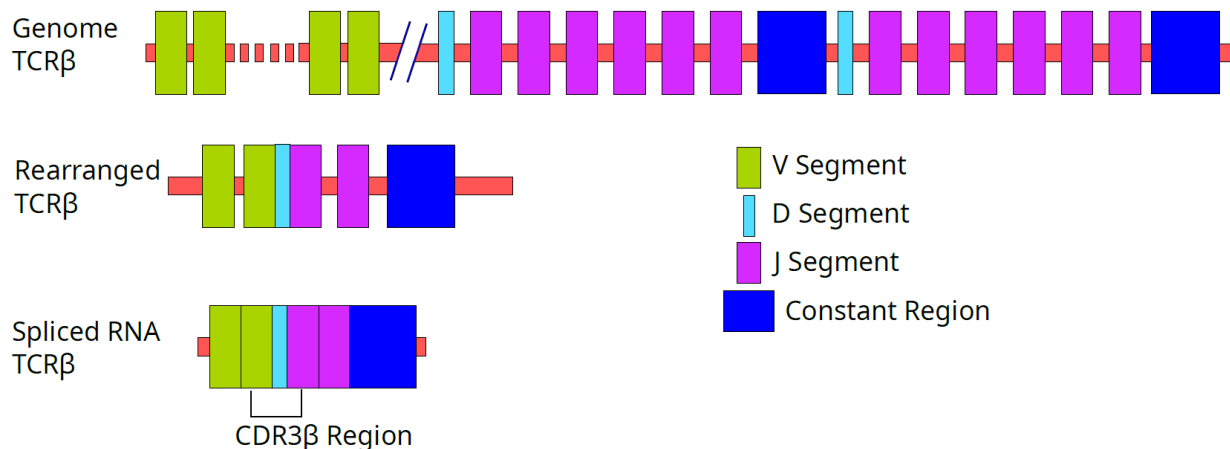 Genome
TCRβ
Rearranged
TCRβ
V Segment
D Segment
J Segment
Constant Region
Spliced RNA
TCRβ
CDR3β Region